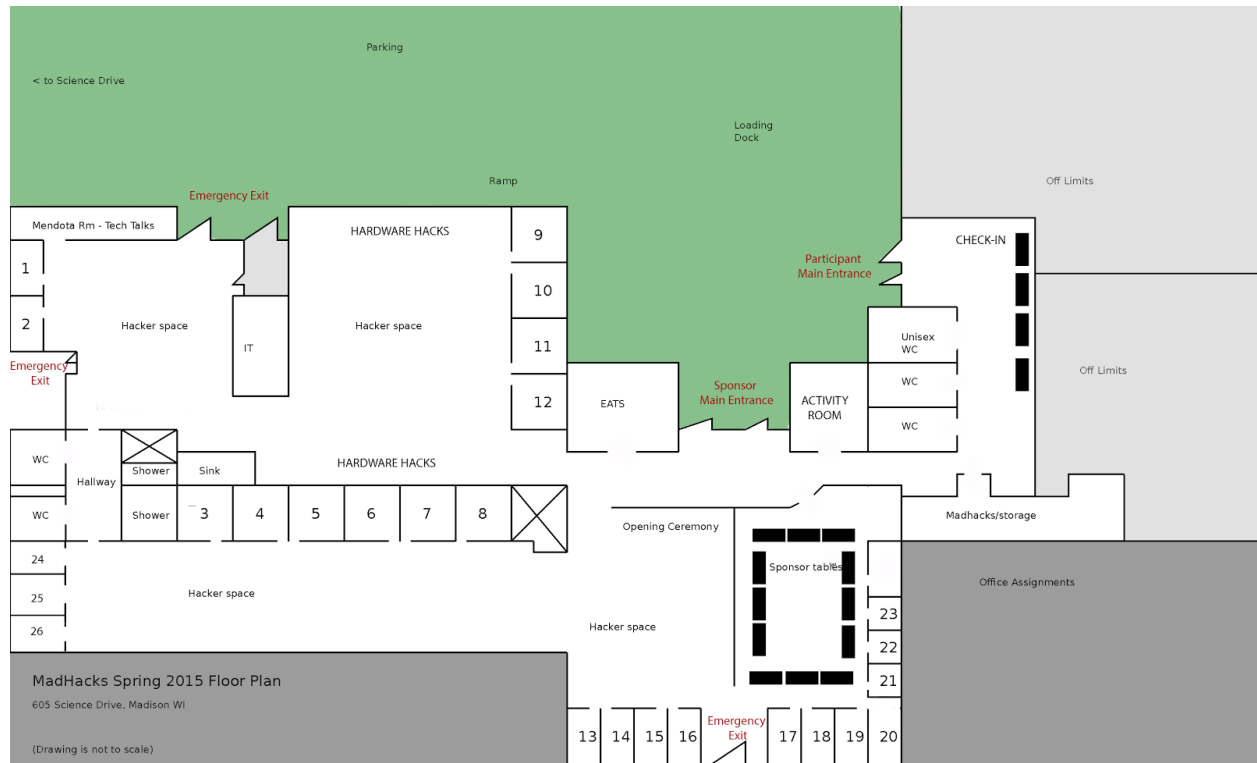 Parking
< to Science Drive
Loading
Dock
Ramp
Off Limits
Emergency Exit
Mendota Rm - Tech Talks
HARDWARE HACKS
9
CHECK-IN
1
Participant
Main Entrance
10
2
Hacker space
Hacker space
IT
11
Unisex
WC
Off Limits
Emergency
Exit
WC
12
EATS
Sponsor
Main Entrance
ACTIVITY
ROOM
WC
WC
HARDWARE HACKS
Shower
Sink
Hallway
WC
Shower
3
4
5
6
7
8
Opening Ceremony
Madhacks/storage
24
Sponsor tables
Office Assignments
25
Hacker space
23
26
Hacker space
22
21
MadHacks Spring 2015 Floor Plan
605 Science Drive, Madison WI
(Drawing is not to scale)
13
14
15
16
Emergency
Exit
17
18
19
20